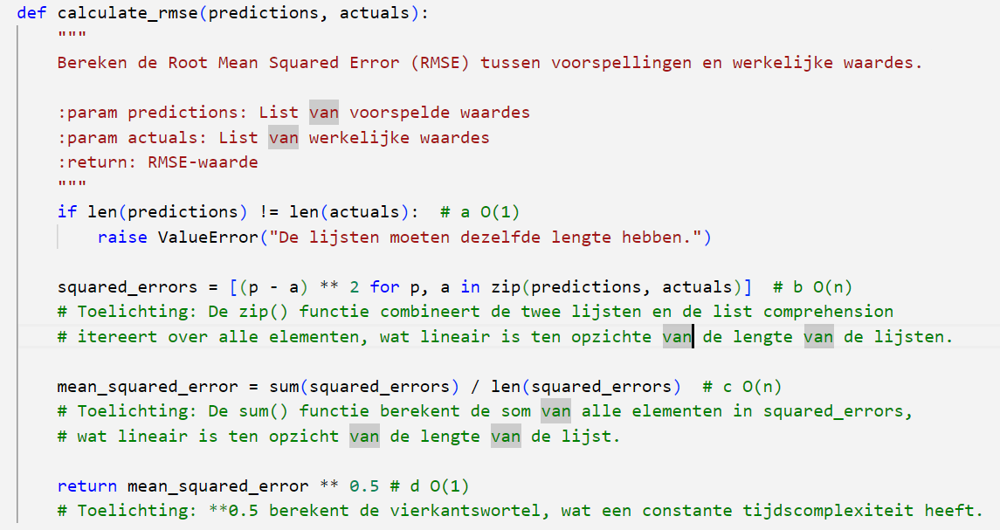 def calculate_rmse(predictions, actuals):
"""
Bereken de Root Mean Squared Error (RMSE) tussen voorspellingen en werkelijke waardes.
:param predictions: List van voorspelde waardes
:param actuals: List van werkelijke waardes
:return: RMSE-waarde
"""
if len(predictions) != len(actuals):  # a O(1)
raise ValueError("De lijsten moeten dezelfde lengte hebben.")
squared_errors = [(p - a) ** 2 for p, a in zip(predictions, actuals)]  # b O(n)
# Toelichting: De zip() functie combineert de twee lijsten en de list comprehension
# itereert over alle elementen, wat lineair is ten opzichte van de lengte van de lijsten.
mean_squared_error = sum(squared_errors) / len(squared_errors)  # c O(n)
# Toelichting: De sum() functie berekent de som van alle elementen in squared_errors,
# wat lineair is ten opzicht van de lengte van de lijst.
return mean_squared_error ** 0.5 # d O(1)
# Toelichting: **0.5 berekent de vierkantswortel, wat een constante tijdscomplexiteit heeft.